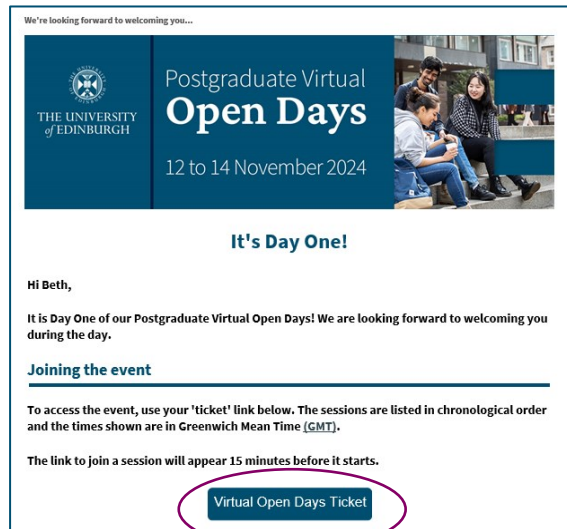 We're looking forward to welcoming you...
THE UNIVERSITY
of EDINBURGH
Postgraduate Virtual
Open Days
12 to 14 November 2024
It's Day One!
Hi Beth,
It is Day One of our Postgraduate Virtual Open Days! We are looking forward to welcoming you
during the day.
Joining the event
To access the event, use your 'ticket' link below. The sessions are listed in chronological order
and the times shown are in Greenwich Mean Time (GMT).
The link to join a session will appear 15 minutes before it starts.
Virtual Open Days Ticket